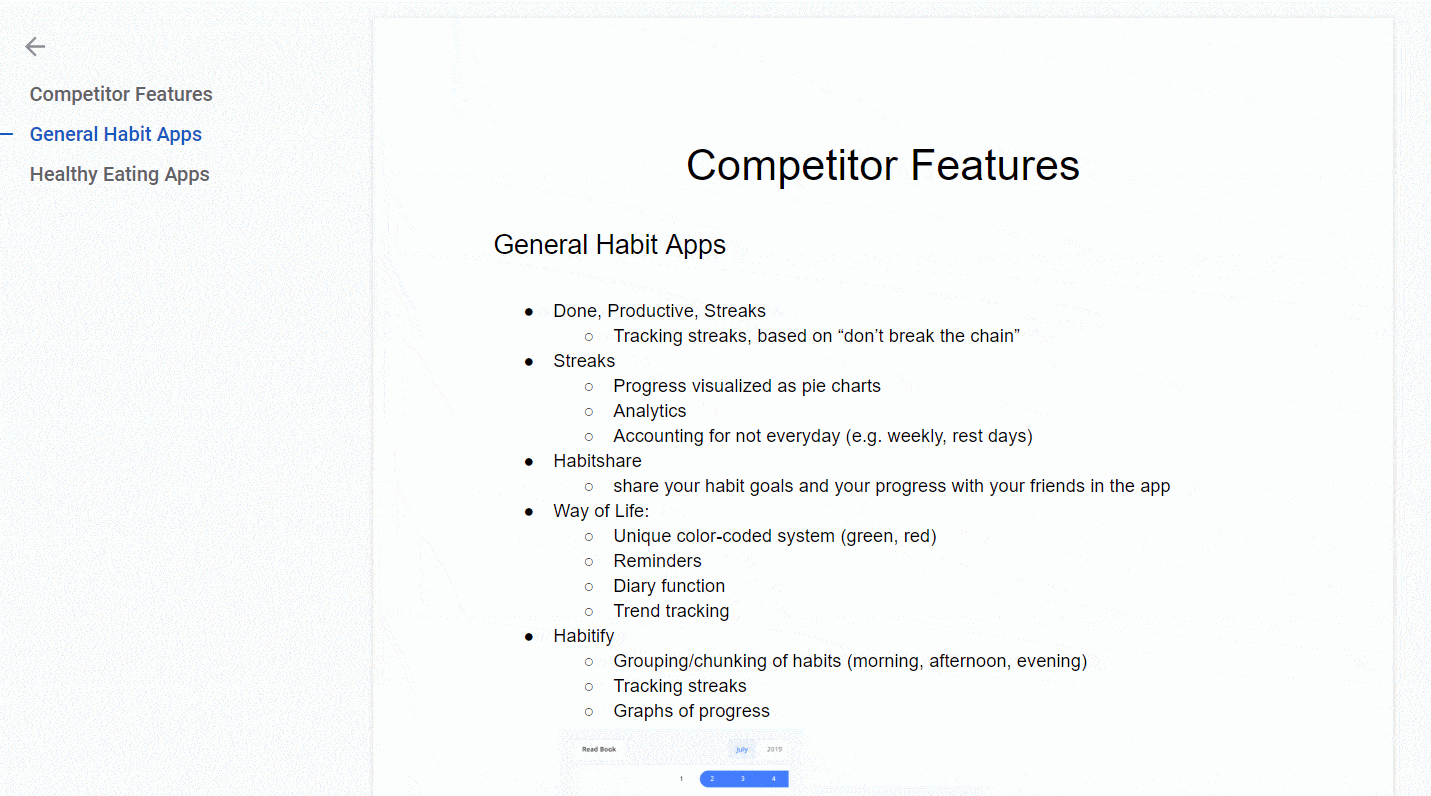 Competitor Features
General Habit Apps
Healthy Eating Apps
Competitor Features
General Habit Apps
● Done, Productive, Streaks
○ Tracking streaks, based on “don’t break the chain”
● Streaks
○ Progress visualized as pie charts
○ Analytics
○ Accounting for not everyday (e.g. weekly, rest days)
● Habitshare
○ share your habit goals and your progress with your friends in the app
● Way of Life:
○ Unique color-coded system (green, red)
○ Reminders
○ Diary function
○ Trend tracking
● Habitify
○ Grouping/chunking of habits (morning, afternoon, evening)
○ Tracking streaks
○ Graphs of progress
Read Book July 2019
1 2 3 4